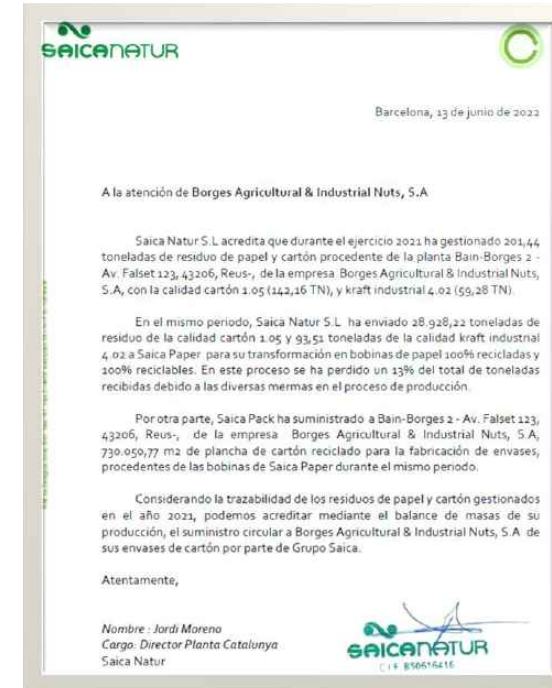 SAICANATUR
Barcelona, 13 de junio de 2022
A la atención de Borges Agricultural & Industrial Nuts, S.A
Saica Natur S.L acredita que durante el ejercicio 2021 ha gestionado 201,44
toneladas de residuo de papel y cartón procedente de la planta Bain-Borges 2 -
Av. Falset 123, 43206, Reus-, de la empresa Borges Agricultural & Industrial Nuts,
S.A, con la calidad cartón 1.05 (142,16 TN), y kraft industrial 4.02 (59,28 TN).
En el mismo periodo, Saica Natur S.L ha enviado 28.928,22 toneladas de
residuo de la calidad cartón 1.05 y 93,51 toneladas de la calidad kraft industrial
4.02 a Saica Paper para su transformación en bobinas de papel 100% recicladas y
100% reciclables. En este proceso se ha perdido un 13% del total de toneladas
recibidas debido a las diversas mermas en el proceso de producción.
Por otra parte, Saica Pack ha suministrado a Bain-Borges 2 - Av. Falset 123,
43206, Reus-, de la empresa Borges Agricultural & Industrial Nuts, S.A,
730.050,77 m2 de plancha de cartón reciclado para la fabricación de envases,
procedentes de las bobinas de Saica Paper durante el mismo periodo.
Considerando la trazabilidad de los residuos de papel y cartón gestionados
en el año 2021, podemos acreditar mediante el balance de masas de su
producción, el suministro circular a Borges Agricultural & Industrial Nuts, S.A de
sus envases de cartón por parte de Grupo Saica.
Atentamente,
Nombre : Jordi Moreno
Cargo: Director Planta Catalunya
Saica Natur
SAICANATUR
CIF B50616416